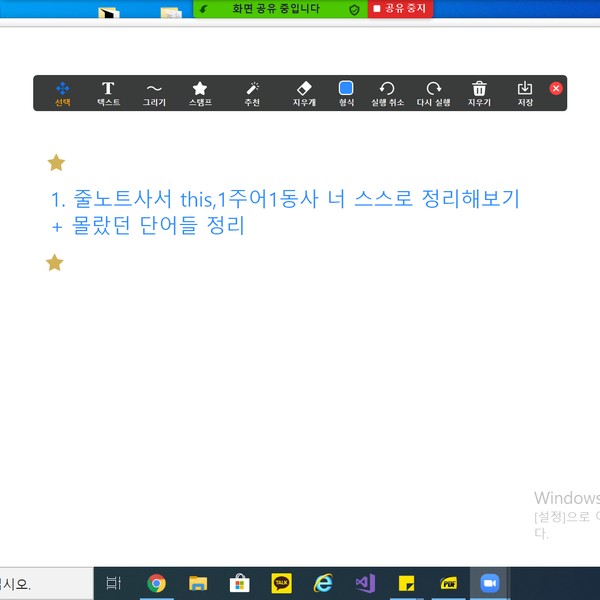 화면 공유 중입니다 공유 중지
선택 텍스트 그리기 스탬프 추천 지우개 형식 실행 취소 다시 실행 지우기 저장
1. 줄노트사서 this,1주어1동사 너 스스로 정리해보기
+ 몰랐던 단어들 정리
Windows
[설정]으로
다.
시오.
TALK
PDF